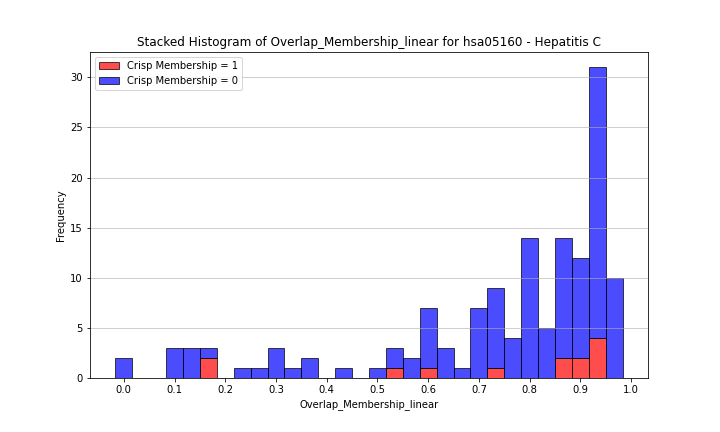 Stacked Histogram of Overlap_Membership_linear for hsa05160 - Hepatitis C
Crisp Membership = 1
Crisp Membership = 0
30
25
20
15
10
5
0
Frequency
0.0 0.1 0.2 0.3 0.4 0.5 0.6 0.7 0.8 0.9 1.0
Overlap_Membership_linear